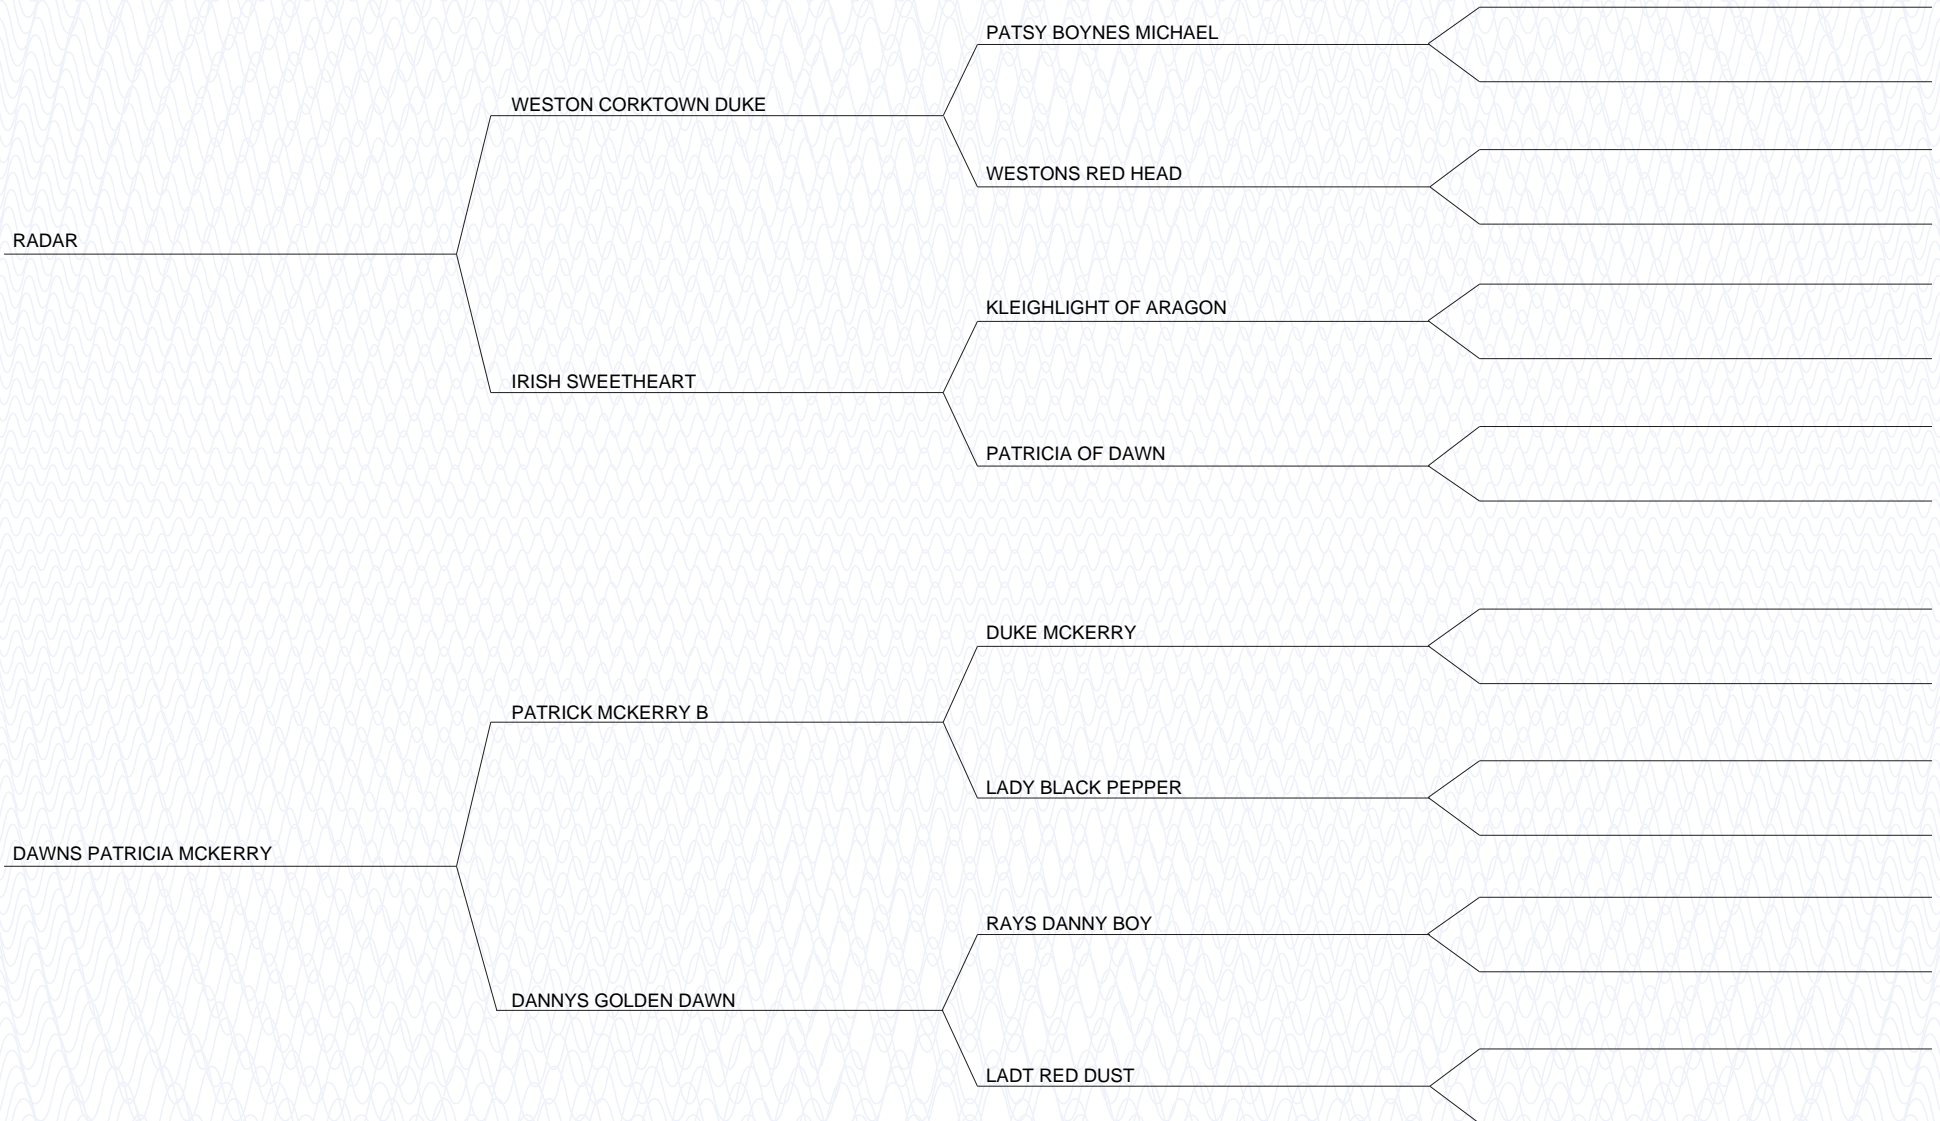 PATSY BOYNES MICHAEL
WESTON CORKTOWN DUKE
WESTONS RED HEAD
RADAR
KLEIGHLIGHT OF ARAGON
IRISH SWEETHEART
PATRICIA OF DAWN
DUKE MCKERRY
PATRICK MCKERRY B
LADY BLACK PEPPER
DAWNS PATRICIA MCKERRY
RAYS DANNY BOY
DANNYS GOLDEN DAWN
LADT RED DUST